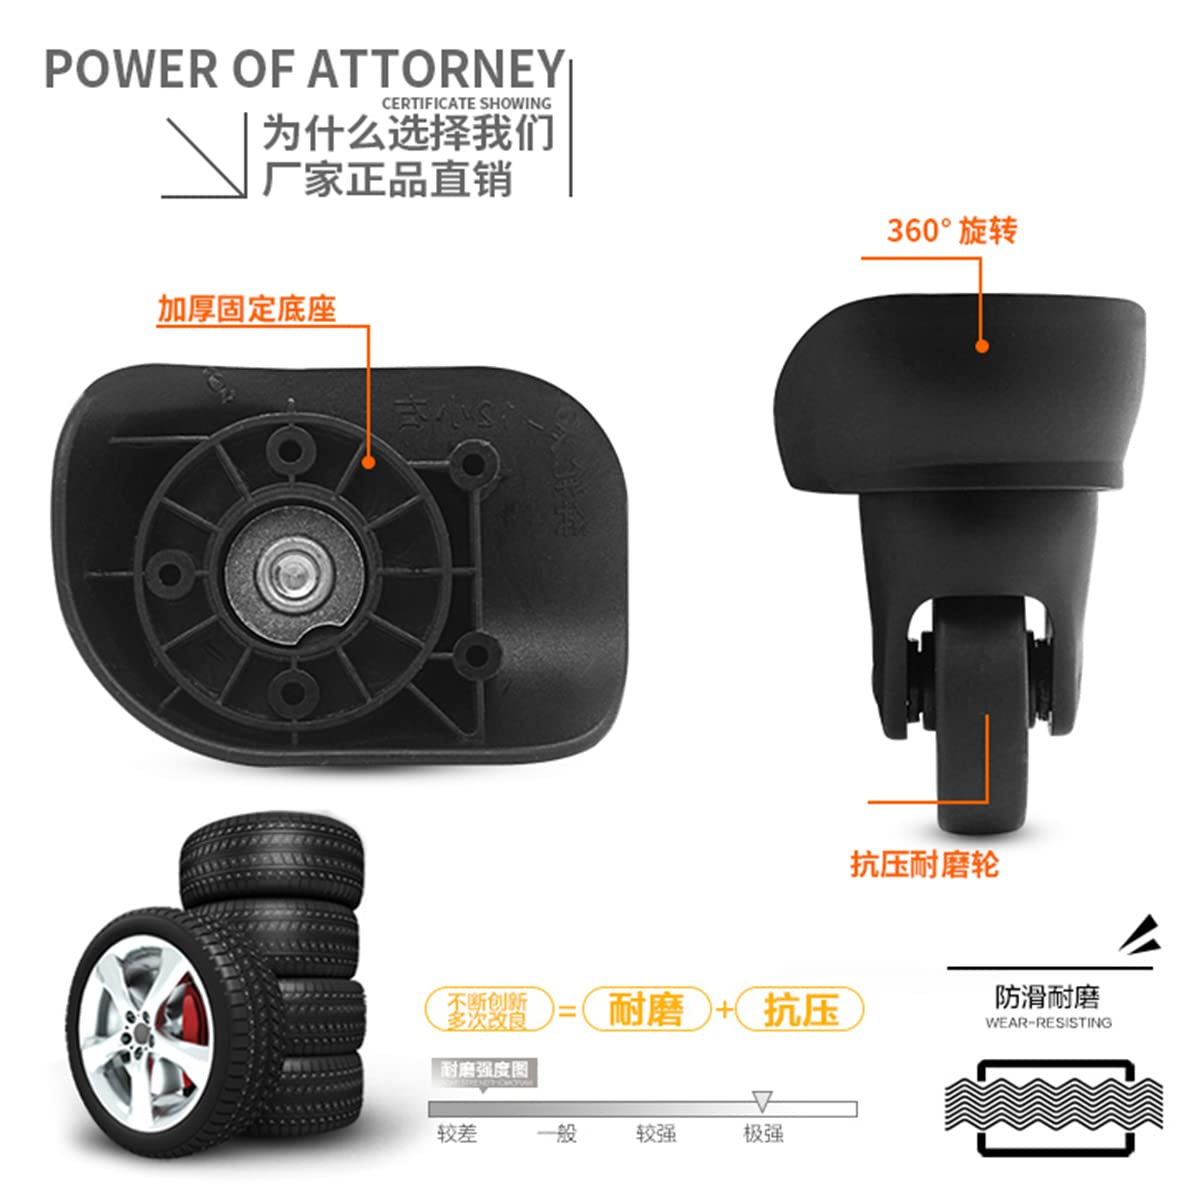 POWER OF ATTORNEY
CERTIFICATE SHOWING
为什么选择我们
厂家正品直销
360° 旋转
加厚固定底座
抗压耐磨轮
不断创新
多次改良
=
耐磨
+
抗压
防滑耐磨
WEAR-RESISTING
耐磨强度图
较差
一般
较强
极强